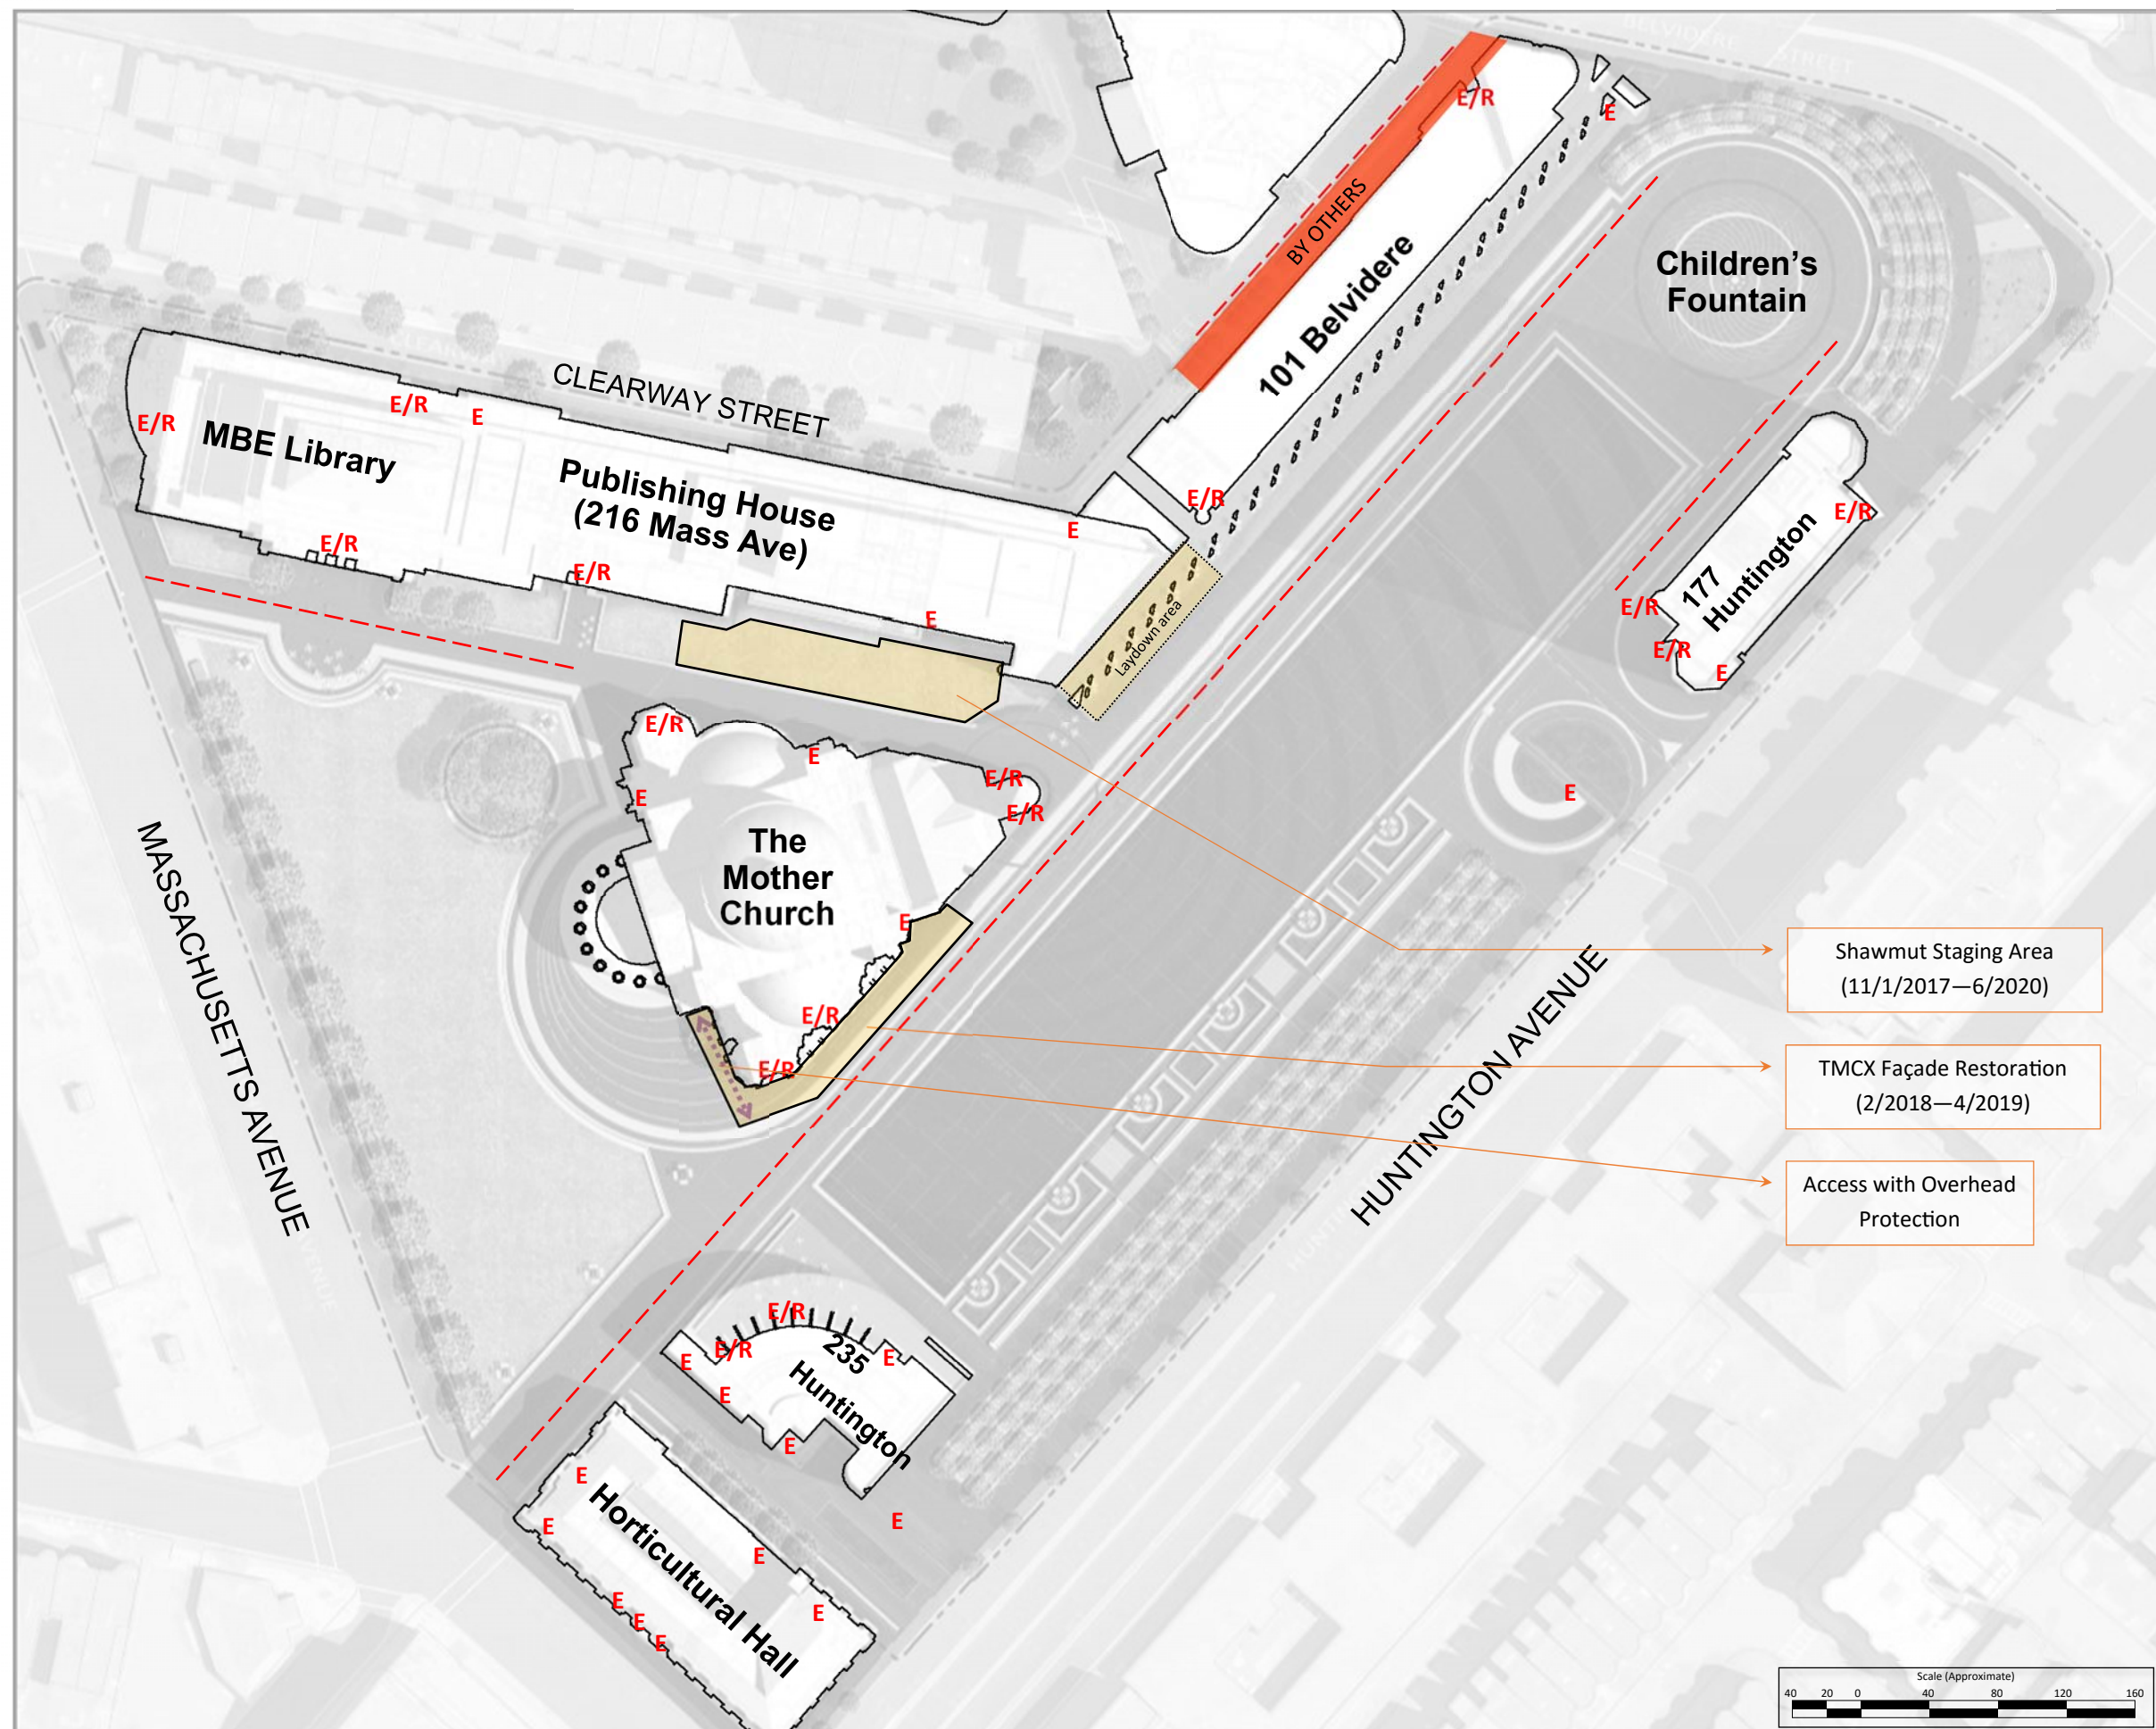 BELVIDERE
STREET
E/R
E
BY OTHERS
101 Belvidere
Children's
Fountain
CLEARWAY STREET
E/R
E
E/R
MBE Library
Publishing House
(216 Mass Ave)
E/R
E
E/R
E/R
177
Huntington
E/R
E/R
E/R
E
E
Laydown area
E/R
E
E
E/R
E/R
E
The
Mother
Church
E
E/R
E/R
MASSACHUSETTS AVENUE
HUNTINGTON AVENUE
Shawmut Staging Area
(11/1/2017—6/2020)
TMCX Façade Restoration
(2/2018—4/2019)
Access with Overhead
Protection
E/R
E/R
E
E
E
E
235
Huntington
E
E
E
E
E
E
E
E
Horticultural Hall
Scale (Approximate)
40 20 0 40 80 120 160